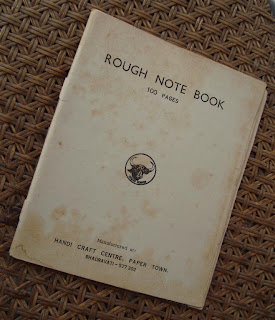 ROUGH NOTE BOOK
100 PAGES
Manufactured at:
HANDI CRAFT CENTRE, PAPER TOWN,
BHADRAVATI-577 302